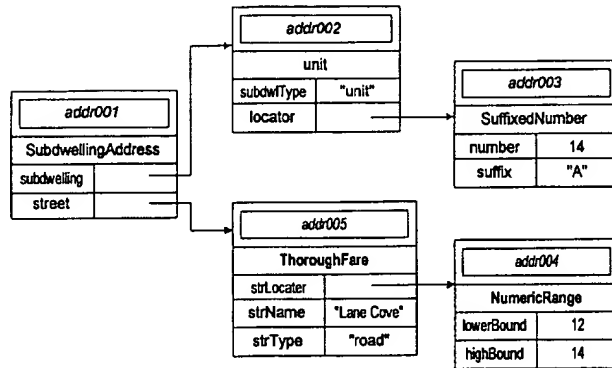 addr001
SubdwellingAddress
subdwelling
street
addr002
unit
subdwlType "unit"
locator
addr003
SuffixedNumber
number 14
suffix "A"
addr005
ThoroughFare
strLocater
strName "Lane Cove"
strType "road"
addr004
NumericRange
lowerBound 12
highBound 14